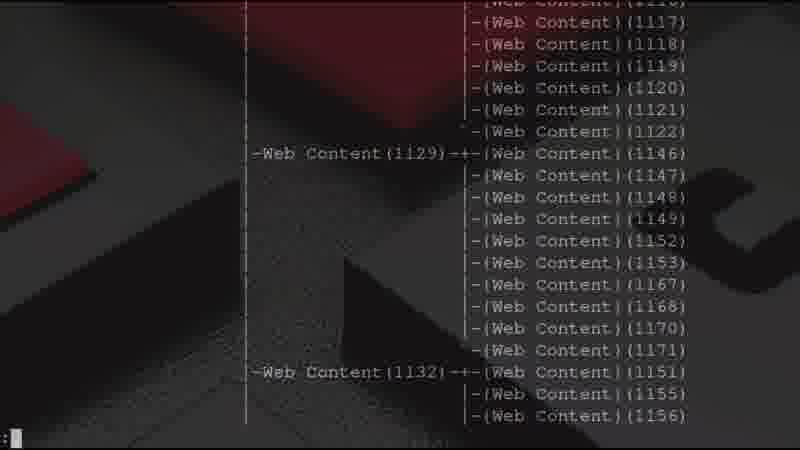 |-{Web Content}(1116)
|-{Web Content}(1117)
|-{Web Content}(1118)
|-{Web Content}(1119)
|-{Web Content}(1120)
|-{Web Content}(1121)
`-{Web Content}(1122)
|-Web Content(1129)-+-{Web Content}(1146)
|-{Web Content}(1147)
|-{Web Content}(1148)
|-{Web Content}(1149)
|-{Web Content}(1152)
|-{Web Content}(1153)
|-{Web Content}(1167)
|-{Web Content}(1168)
|-{Web Content}(1170)
`-{Web Content}(1171)
|-Web Content(1132)-+-{Web Content}(1151)
|-{Web Content}(1155)
|-{Web Content}(1156)
: